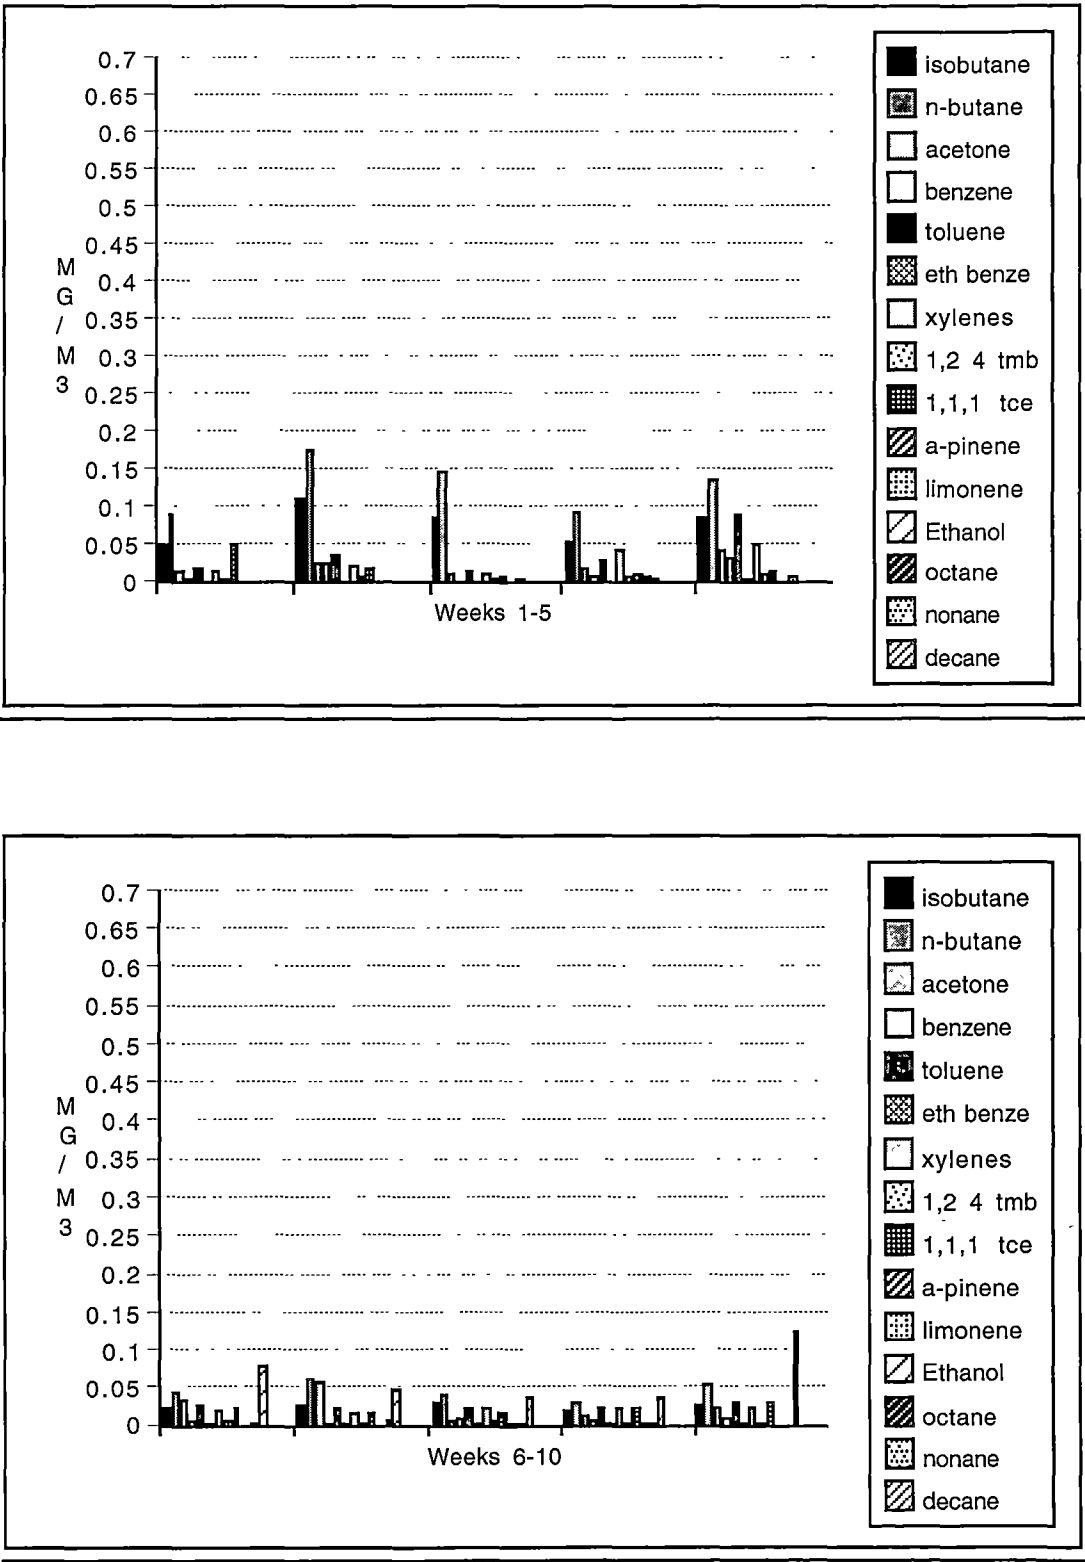 0.7
0.65
0.6
0.55
0.5
0.45
0.4
0.35
0.3
0.25
0.2
0.15
0.1
0.05
0
M
G
/
M
3
Weeks 1-5
isobutane
n-butane
acetone
benzene
toluene
eth benze
xylenes
1,2 4 tmb
1,1,1 tce
a-pinene
limonene
Ethanol
octane
nonane
decane
0.7
0.65
0.6
0.55
0.5
0.45
0.4
0.35
0.3
0.25
0.2
0.15
0.1
0.05
0
M
G
/
M
3
Weeks 6-10
isobutane
n-butane
acetone
benzene
toluene
eth benze
xylenes
1,2 4 tmb
1,1,1 tce
a-pinene
limonene
Ethanol
octane
nonane
decane